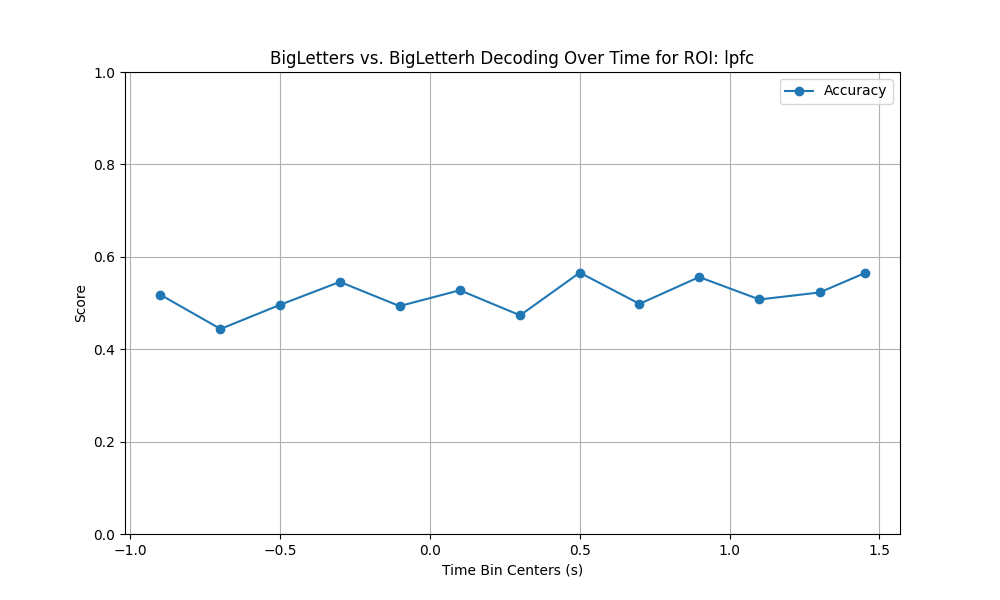 BigLetters vs. BigLetterh Decoding Over Time for ROI: lpfc
Accuracy
Score
1.0
0.8
0.6
0.4
0.2
0.0
−1.0 −0.5 0.0 0.5 1.0 1.5
Time Bin Centers (s)